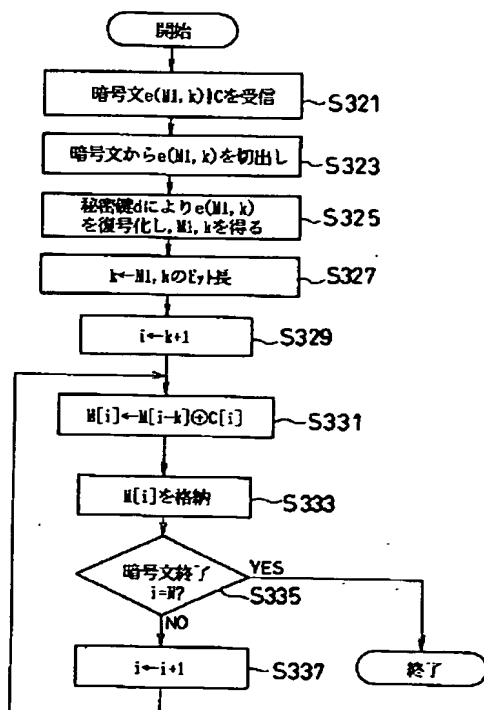 開始
暗号文e(M1,k)‖Cを受信
S321
暗号文からe(M1,k)を切出し
S323
秘密鍵dによりe(M1,k)
を復号化し,M1,kを得る
S325
k←M1,kのビット長
S327
i←k+1
S329
M[i]←M[i-k]⊕C[i]
S331
M[i]を格納
S333
暗号文終了
i=N?
YES
S335
NO
i←i+1
S337
終了